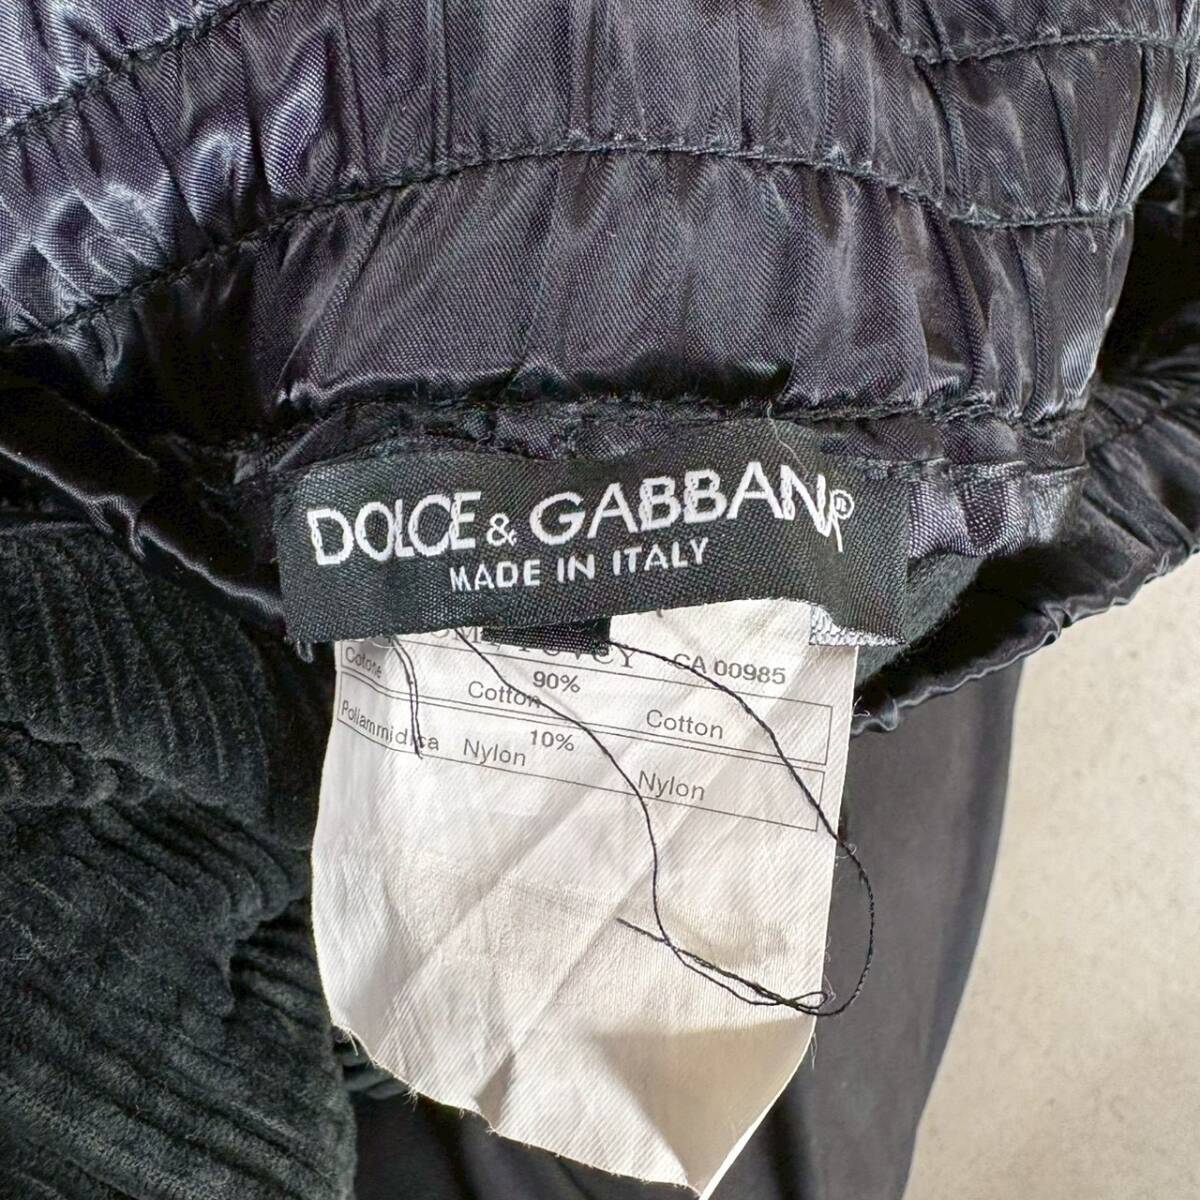 DOLCE & GABBANA®
MADE IN ITALY
CA 00985
Cotone 90%
Cotton Cotton
Poliammidica 10%
Nylon Nylon